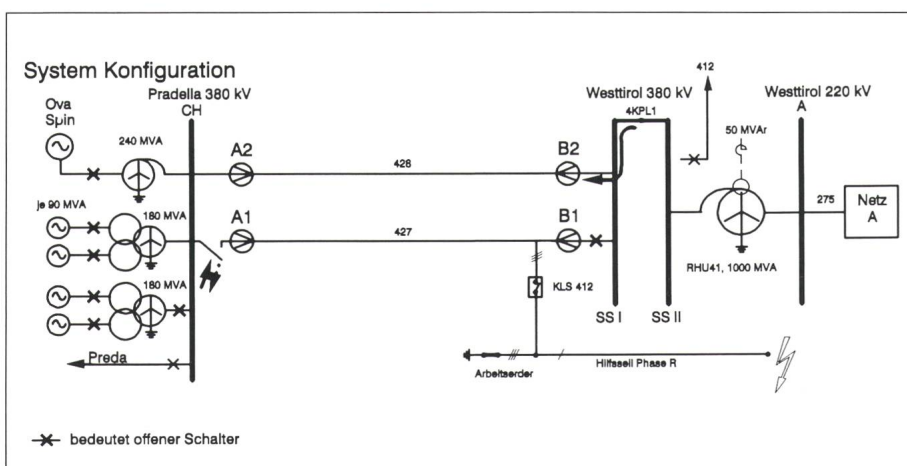 System Konfiguration
Ova
Spin
Pradella 380 kV
CH
Westtirol 380 kV
4KPL1
412
Westtirol 220 kV
A
240 MVA
A2
428
B2
50 MVAr
je 90 MVA
160 MVA
A1
427
B1
275
Netz
A
RHU41, 1000 MVA
160 MVA
KLS 412
SS I
SS II
Preda
Arbeitserder
Hilfsseil Phase R
bedeutet offener Schalter